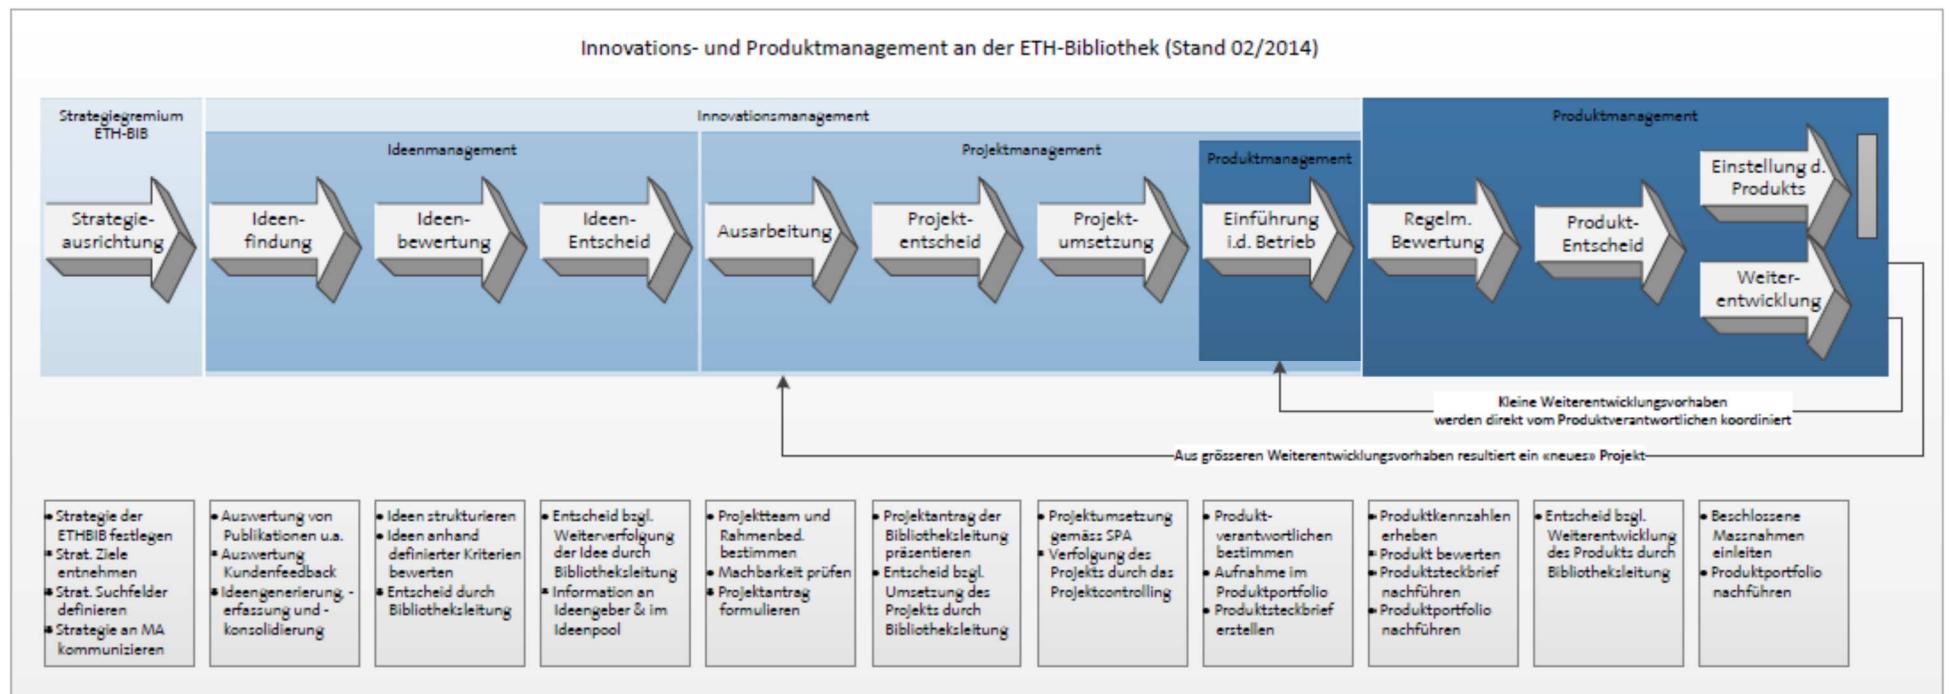 Innovations- und Produktmanagement an der ETH-Bibliothek (Stand 02/2014)
Strategiegremium
ETH-BIB
Innovationsmanagement
Produktmanagement
Ideenmanagement
Projektmanagement
Produktmanagement
Strategie-
ausrichtung
Ideen-
findung
Ideen-
bewertung
Ideen-
Entscheid
Ausarbeitung
Projekt-
entscheid
Projekt-
umsetzung
Einführung
i.d. Betrieb
Regelm.
Bewertung
Produkt-
Entscheid
Einstellung d.
Produkts
Weiter-
entwicklung
Kleine Weiterentwicklungsvorhaben
werden direkt vom Produktverantwortlichen koordiniert
Aus grösseren Weiterentwicklungsvorhaben resultiert ein «neues» Projekt
• Strategie der
ETHBIB festlegen
• Strat. Ziele
entnehmen
• Strat. Suchfelder
definieren
• Strategie an MA
kommunizieren
• Auswertung von
Publikationen u.a.
• Auswertung
Kundenfeedback
• Ideengenerierung, -
erfassung und -
konsolidierung
• Ideen strukturieren
• Ideen anhand
definierter Kriterien
bewerten
• Entscheid durch
Bibliotheksleitung
• Entscheid bzgl.
Weiterverfolgung
der Idee durch
Bibliotheksleitung
• Information an
Ideengeber & im
Ideenpool
• Projektteam und
Rahmenbed.
bestimmen
• Machbarkeit prüfen
• Projektantrag
formulieren
• Projektantrag der
Bibliotheksleitung
präsentieren
• Entscheid bzgl.
Umsetzung des
Projekts durch
Bibliotheksleitung
• Projektumsetzung
gemäss SPA
• Verfolgung des
Projekts durch das
Projektcontrolling
• Produkt-
verantwortlichen
bestimmen
• Aufnahme im
Produktportfolio
• Produktsteckbrief
erstellen
• Produktkennzahlen
erheben
• Produkt bewerten
• Produktsteckbrief
nachführen
• Produktportfolio
nachführen
• Entscheid bzgl.
Weiterentwicklung
des Produkts durch
Bibliotheksleitung
• Beschlossene
Massnahmen
einleiten
• Produktportfolio
nachführen